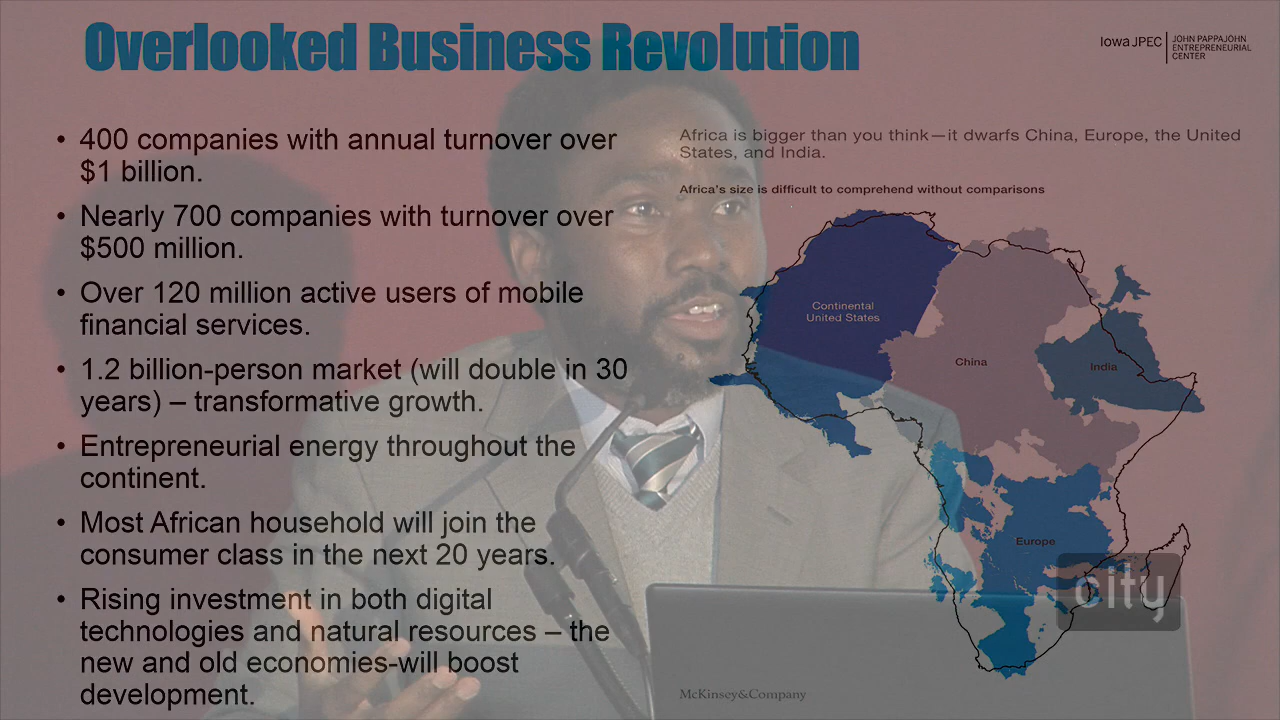 Overlooked Business Revolution
Iowa JPEC
JOHN PAPPAJOHN
ENTREPRENEURIAL
CENTER
• 400 companies with annual turnover over
$1 billion.
• Nearly 700 companies with turnover over
$500 million.
• Over 120 million active users of mobile
financial services.
• 1.2 billion-person market (will double in 30
years) – transformative growth.
• Entrepreneurial energy throughout the
continent.
• Most African household will join the
consumer class in the next 20 years.
• Rising investment in both digital
technologies and natural resources – the
new and old economies-will boost
development.
Africa is bigger than you think—it dwarfs China, Europe, the United
States, and India.
Africa's size is difficult to comprehend without comparisons
Continental
United States
China
India
Europe
city
McKinsey&Company